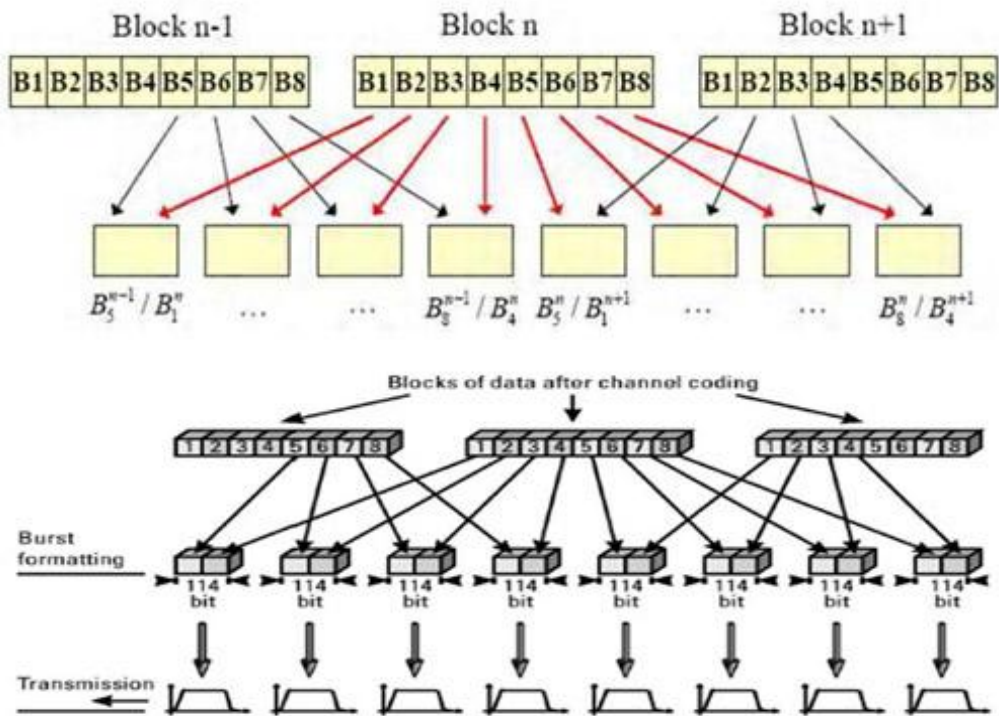 Block n-1 Block n Block n+1
B1 B2 B3 B4 B5 B6 B7 B8 B1 B2 B3 B4 B5 B6 B7 B8 B1 B2 B3 B4 B5 B6 B7 B8
B₅ⁿ⁻¹ / B₁ⁿ ... ... B₈ⁿ⁻¹ / B₄ⁿ B₅ⁿ / B₁ⁿ⁺¹ ... ... B₈ⁿ / B₄ⁿ⁺¹
Blocks of data after channel coding
1 2 3 4 5 6 7 8 1 2 3 4 5 6 7 8 1 2 3 4 5 6 7 8
Burst
formatting
114 114 114 114 114 114 114 114
bit bit bit bit bit bit bit bit
Transmission